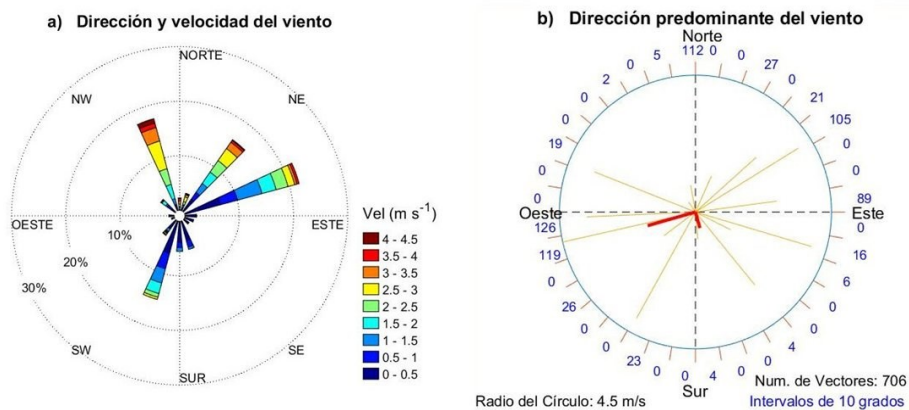 a) Dirección y velocidad del viento
NORTE
NW
NE
OESTE
ESTE
10%
20%
30%
SW
SE
SUR
Vel (m s-1)
4 - 4.5
3.5 - 4
3 - 3.5
2.5 - 3
2 - 2.5
1.5 - 2
1 - 1.5
0.5 - 1
0 - 0.5
b) Dirección predominante del viento
Norte
112
0
0
27
0
21
105
0
0
89
Este
0
16
6
0
0
4
0
0
4
Sur
0
0
23
0
0
26
0
119
126
Oeste
0
0
19
0
0
2
0
5
Num. de Vectores: 706
Radio del Círculo: 4.5 m/s
Intervalos de 10 grados